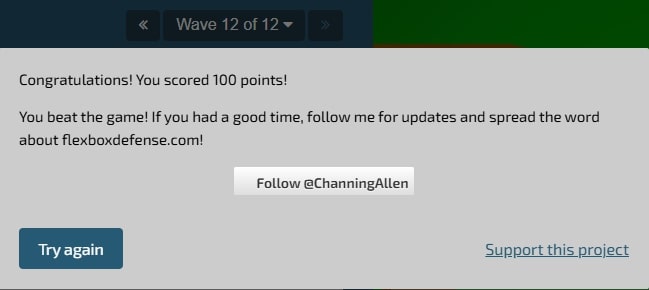 « Wave 12 of 12 »
Congratulations! You scored 100 points!
You beat the game! If you had a good time, follow me for updates and spread the word
about flexboxdefense.com!
Follow @ChanningAllen
Try again
Support this project